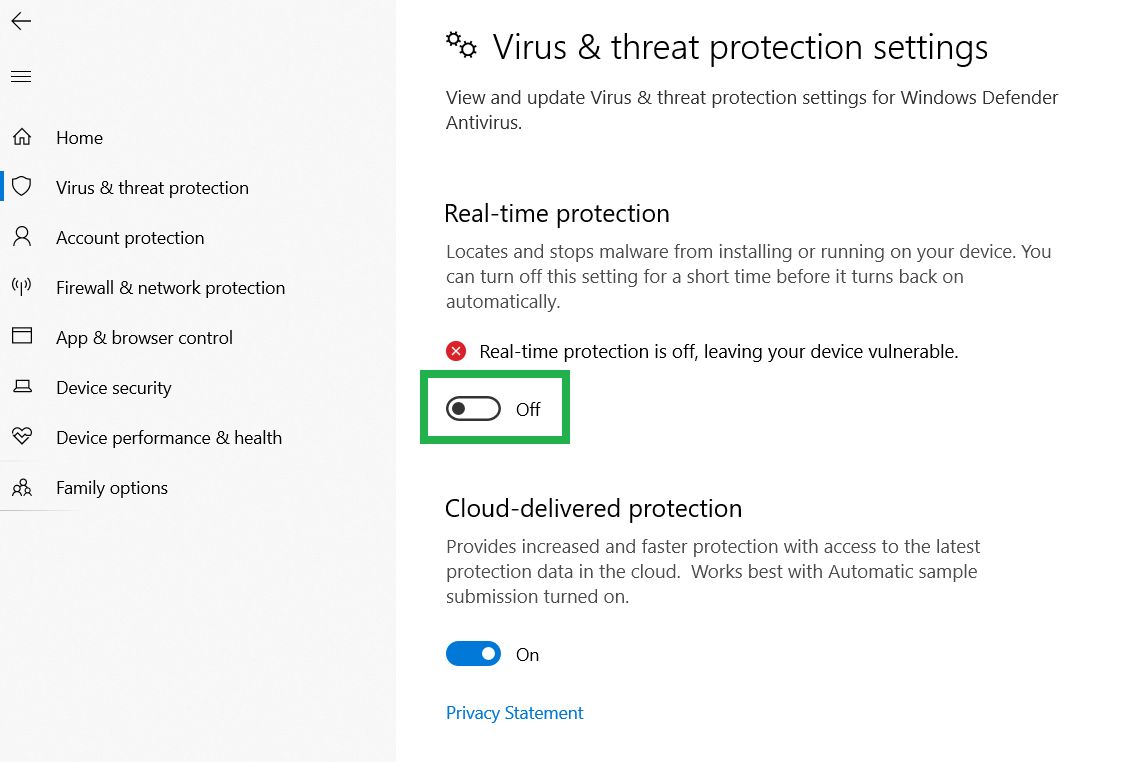 Home
Virus & threat protection
Account protection
Firewall & network protection
App & browser control
Device security
Device performance & health
Family options
Virus & threat protection settings
View and update Virus & threat protection settings for Windows Defender
Antivirus.
Real-time protection
Locates and stops malware from installing or running on your device. You
can turn off this setting for a short time before it turns back on
automatically.
Real-time protection is off, leaving your device vulnerable.
Off
Cloud-delivered protection
Provides increased and faster protection with access to the latest
protection data in the cloud.  Works best with Automatic sample
submission turned on.
On
Privacy Statement